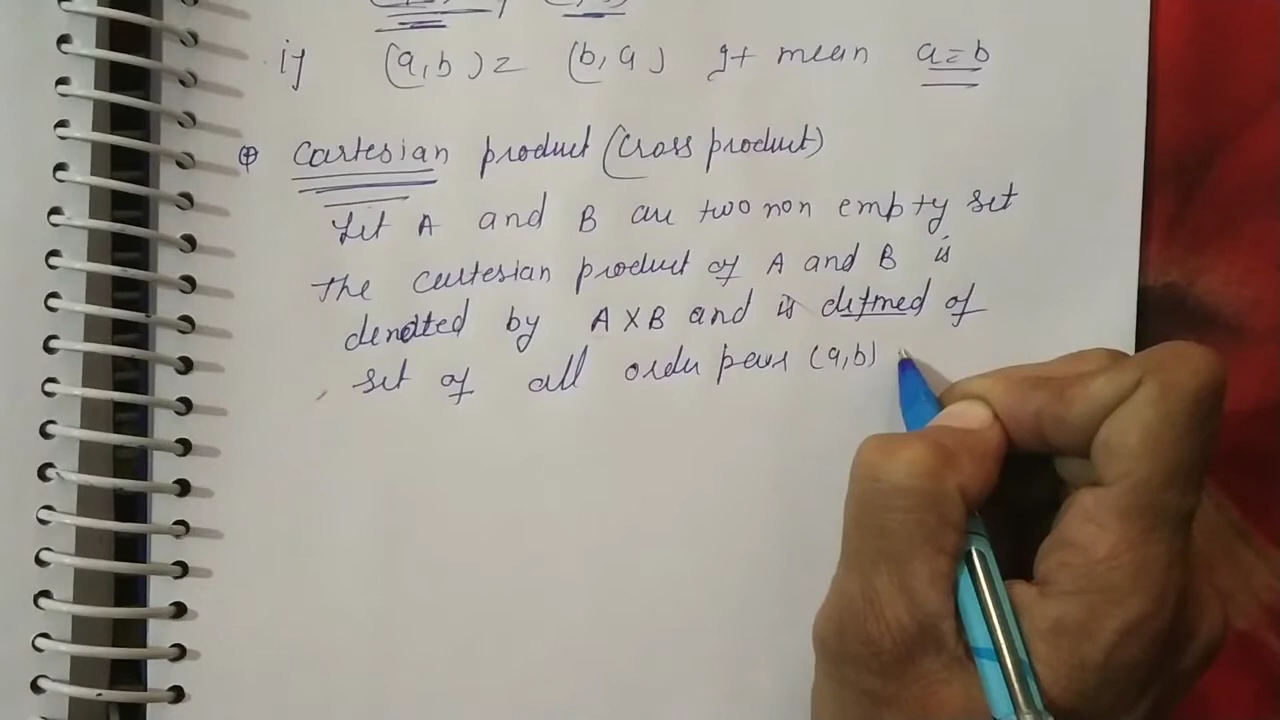 if (a,b) = (b,a) It mean a=b
⊕ Cartesian product (Cross product)
Let A and B are two non empty set
The cartesian product of A and B is
denoted by A X B and is defined of
set of all order pair (a,b)